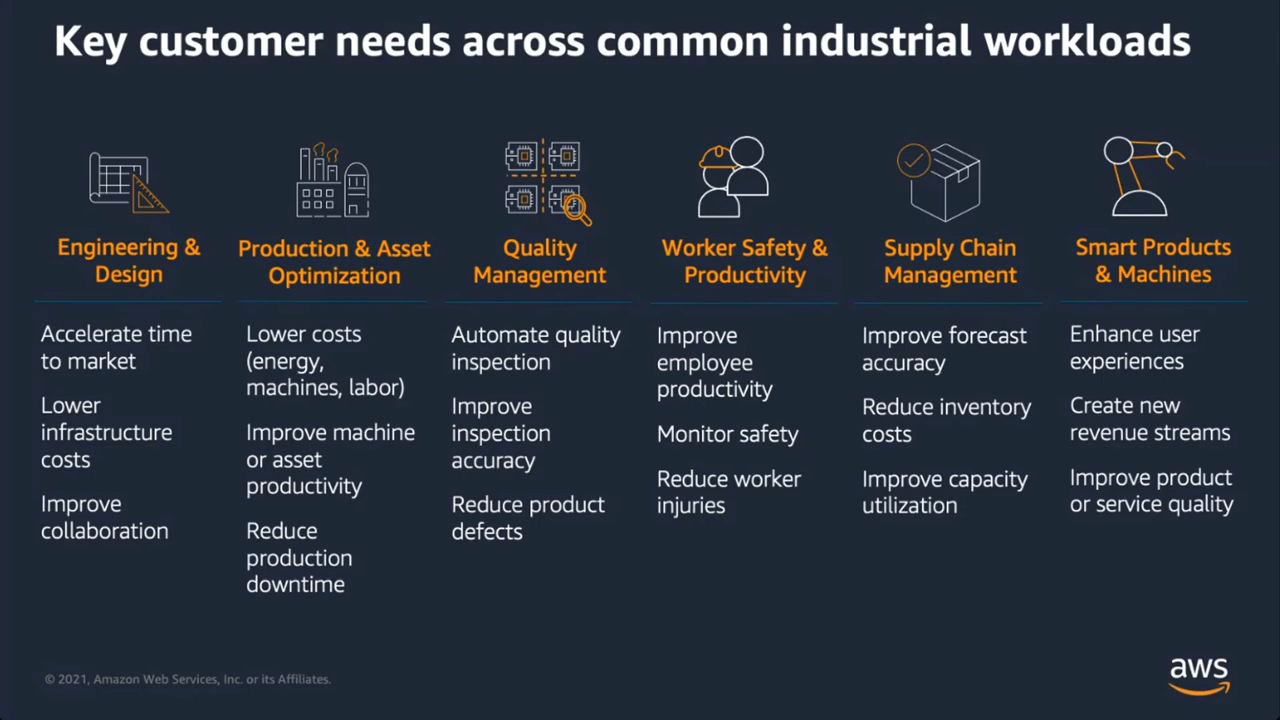 Key customer needs across common industrial workloads
Engineering &
Design
Accelerate time
to market
Lower
infrastructure
costs
Improve
collaboration
Production & Asset
Optimization
Lower costs
(energy,
machines, labor)
Improve machine
or asset
productivity
Reduce
production
downtime
Quality
Management
Automate quality
inspection
Improve
inspection
accuracy
Reduce product
defects
Worker Safety &
Productivity
Improve
employee
productivity
Monitor safety
Reduce worker
injuries
Supply Chain
Management
Improve forecast
accuracy
Reduce inventory
costs
Improve capacity
utilization
Smart Products
& Machines
Enhance user
experiences
Create new
revenue streams
Improve product
or service quality
© 2021, Amazon Web Services, Inc. or its Affiliates.
aws